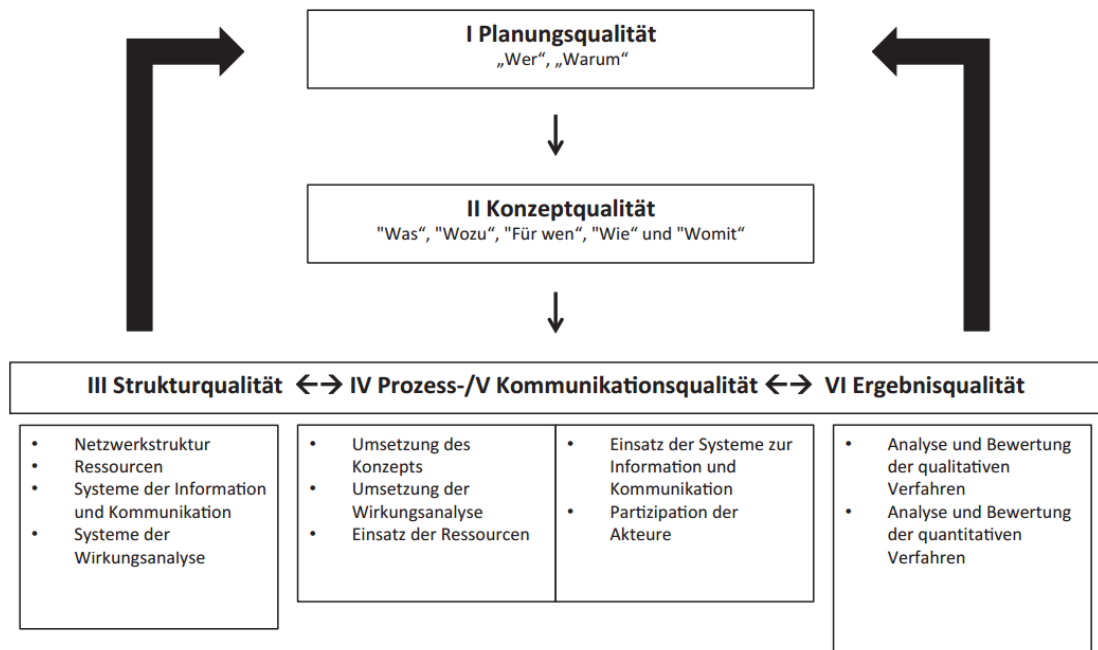 I Planungsqualität
„Wer“, „Warum“
II Konzeptqualität
"Was“, "Wozu“, "Für wen“, "Wie“ und "Womit“
III Strukturqualität ←→ IV Prozess-/V Kommunikationsqualität ←→ VI Ergebnisqualität
• Netzwerkstruktur
• Ressourcen
• Systeme der Information
und Kommunikation
• Systeme der
Wirkungsanalyse
• Umsetzung des
Konzepts
• Umsetzung der
Wirkungsanalyse
• Einsatz der Ressourcen
• Einsatz der Systeme zur
Information und
Kommunikation
• Partizipation der
Akteure
• Analyse und Bewertung
der qualitativen
Verfahren
• Analyse und Bewertung
der quantitativen
Verfahren